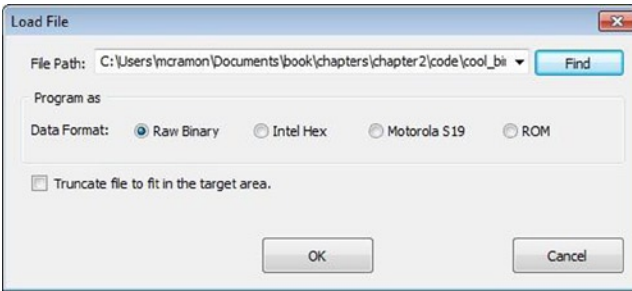 Load File
File Path: C:\Users\mcramon\Documents\book\chapters\chapter2\code\cool_bi Find
Program as
Data Format: Raw Binary Intel Hex Motorola S19 ROM
Truncate file to fit in the target area.
OK Cancel